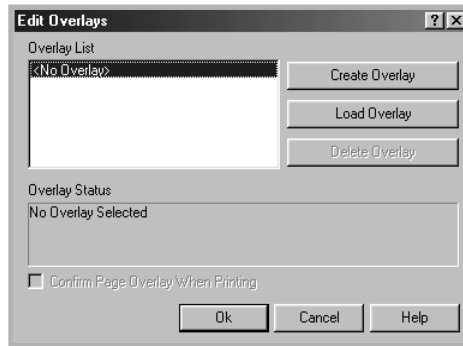 Edit Overlays
Overlay List
<No Overlay>
Create Overlay
Load Overlay
Delete Overlay
Overlay Status
No Overlay Selected
Confirm Page Overlay When Printing
Ok
Cancel
Help